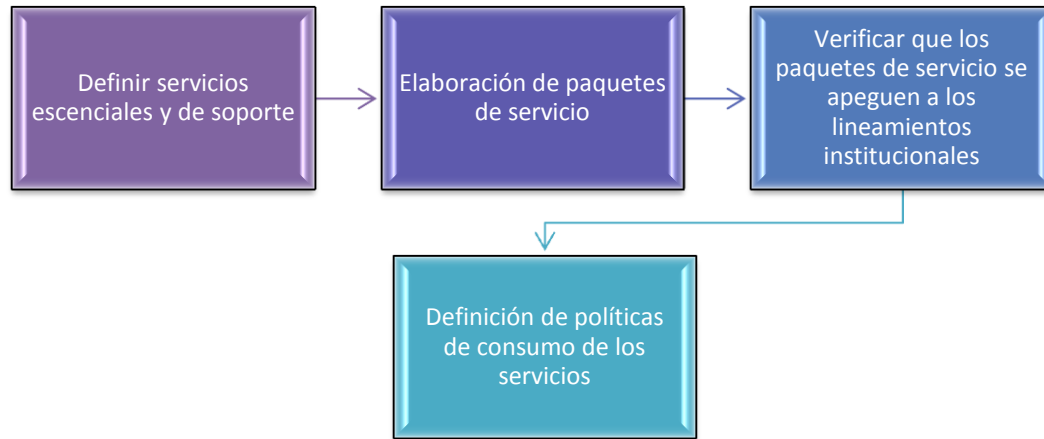 Definir servicios
escenciales y de soporte
Elaboración de paquetes
de servicio
Verificar que los
paquetes de servicio se
apeguen a los
lineamientos
institucionales
Definición de políticas
de consumo de los
servicios